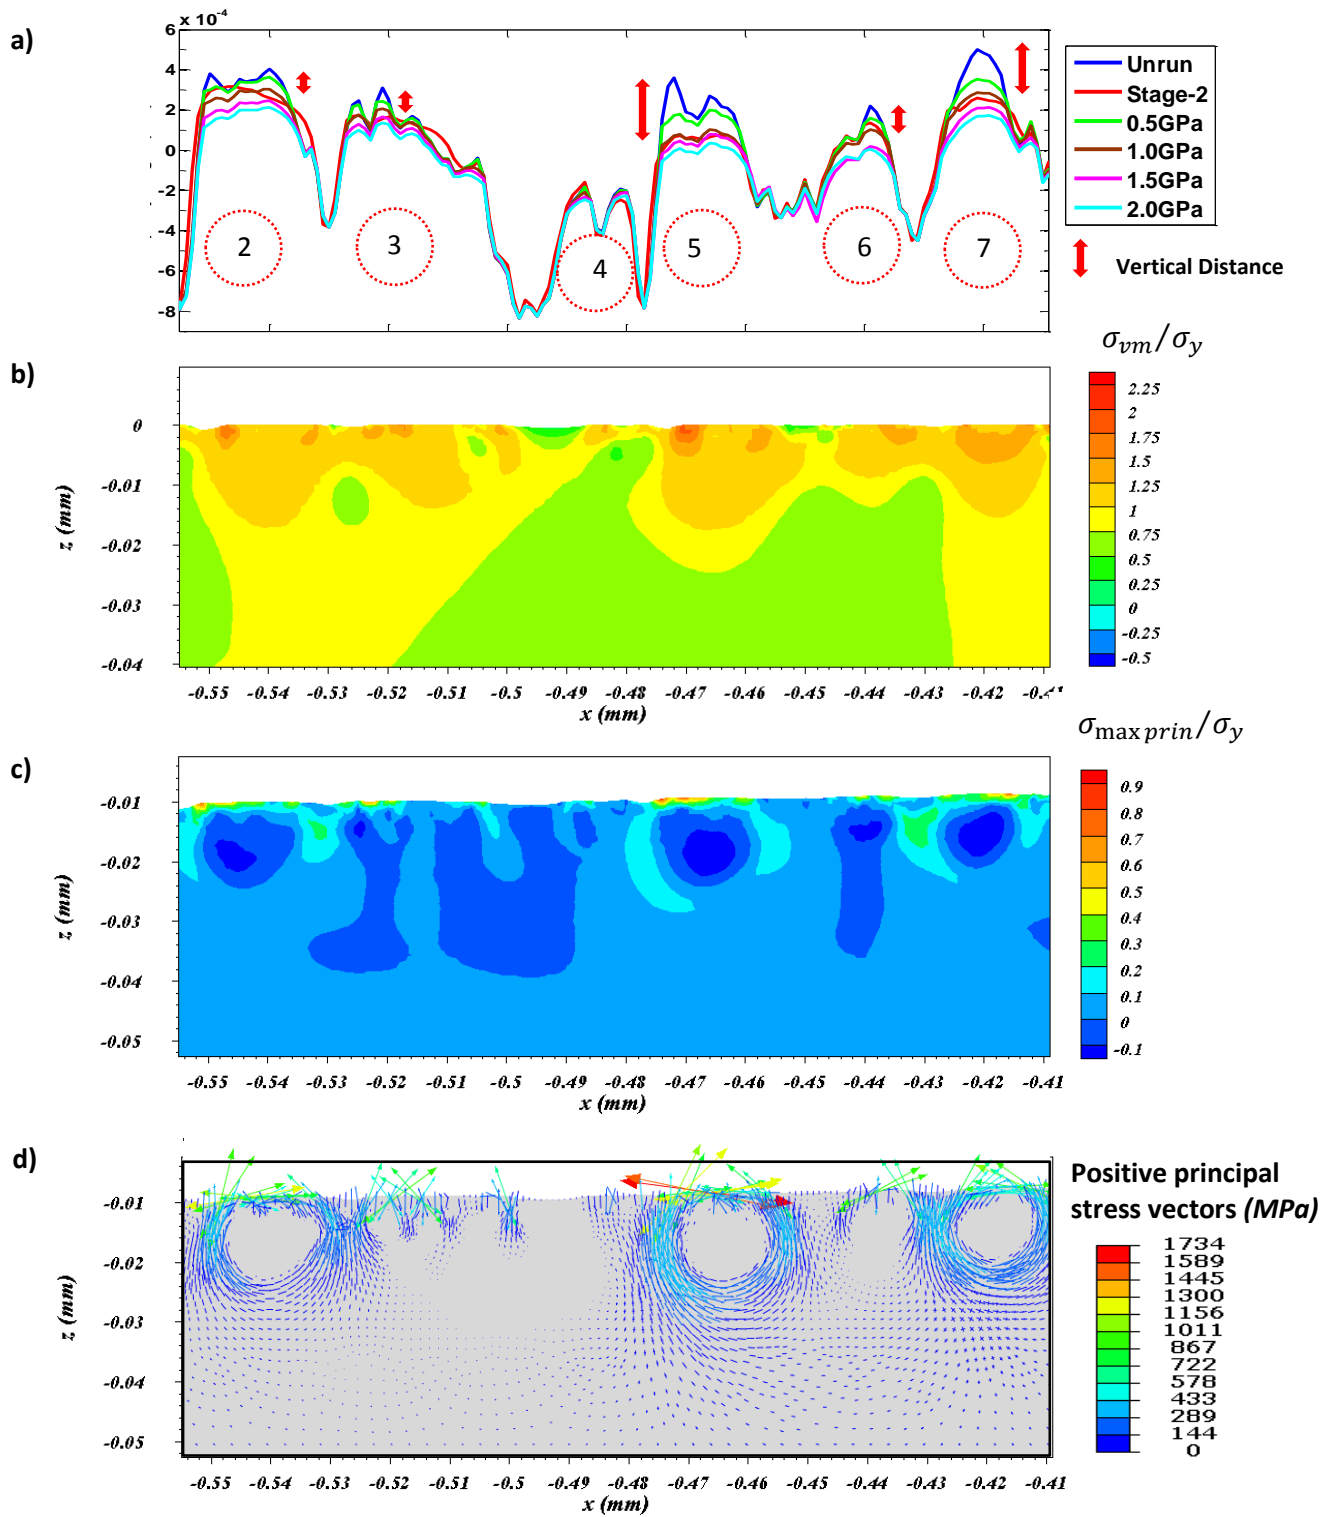 a)
x 10⁻⁴
6
4
2
0
-2
-4
-6
-8
2
3
4
5
6
7
Unrun
Stage-2
0.5GPa
1.0GPa
1.5GPa
2.0GPa
Vertical Distance
b)
σvm/σy
z (mm)
0
-0.01
-0.02
-0.03
-0.04
-0.55 -0.54 -0.53 -0.52 -0.51 -0.5 -0.49 -0.48 -0.47 -0.46 -0.45 -0.44 -0.43 -0.42
x (mm)
2.25
2
1.75
1.5
1.25
1
0.75
0.5
0.25
0
-0.25
-0.5
c)
σmax prin/σy
z (mm)
-0.01
-0.02
-0.03
-0.04
-0.05
-0.55 -0.54 -0.53 -0.52 -0.51 -0.5 -0.49 -0.48 -0.47 -0.46 -0.45 -0.44 -0.43 -0.42 -0.41
x (mm)
0.9
0.8
0.7
0.6
0.5
0.4
0.3
0.2
0.1
0
-0.1
d)
z (mm)
-0.01
-0.02
-0.03
-0.04
-0.05
-0.55 -0.54 -0.53 -0.52 -0.51 -0.5 -0.49 -0.48 -0.47 -0.46 -0.45 -0.44 -0.43 -0.42 -0.41
x (mm)
Positive principal
stress vectors (MPa)
1734
1589
1445
1300
1156
1011
867
722
578
433
289
144
0